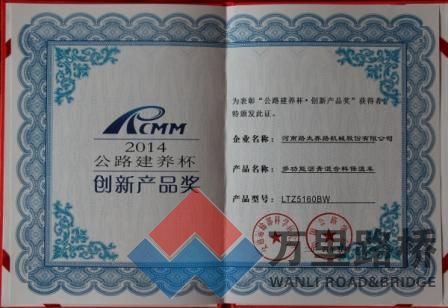 RCMM
2014
公路建养杯
创新产品奖
为表彰“公路建养杯·创新产品奖”获得者，
特颁发此证。
企业名称：河南路太养路机械股份有限公司
产品名称：多功能沥青混合料保温车
产品型号：LTZ5160BW
万里路桥
WANLI ROAD&BRIDGE